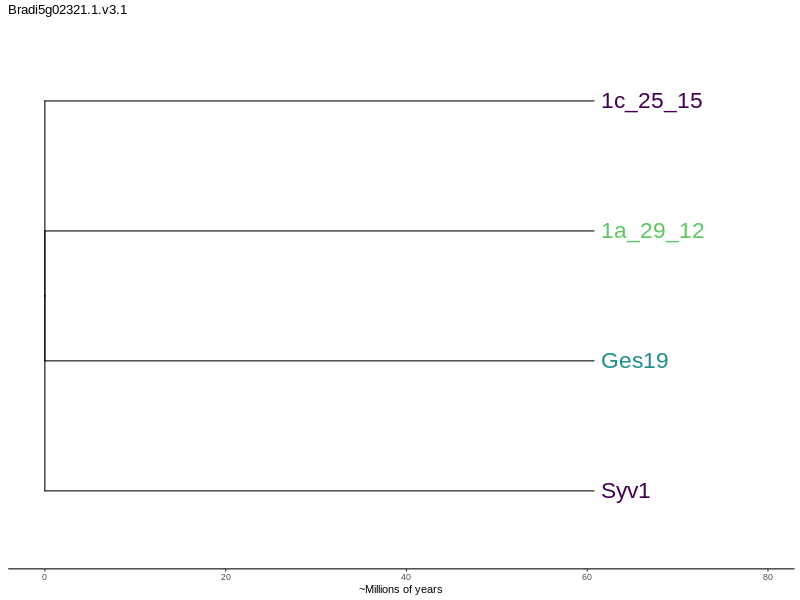 Bradi5g02321.1.v3.1
1c_25_15
1a_29_12
Ges19
Syv1
0 20 40 60 80
~Millions of years